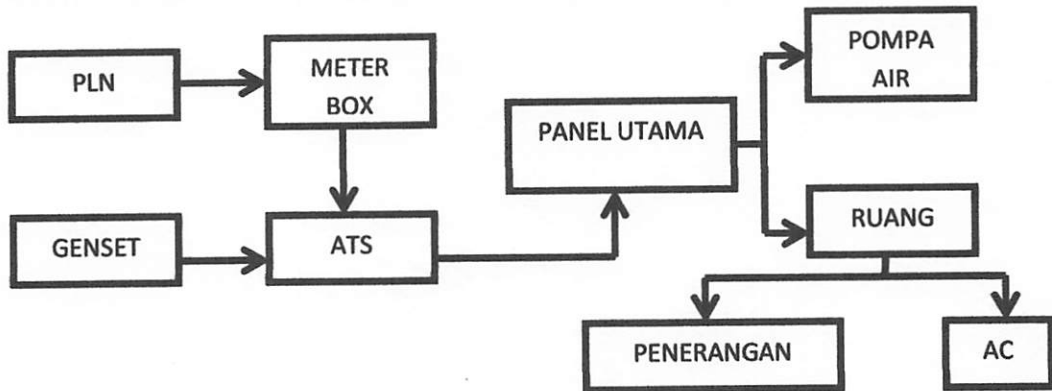 PLN
METER
BOX
POMPA
AIR
PANEL UTAMA
GENSET
ATS
RUANG
PENERANGAN
AC